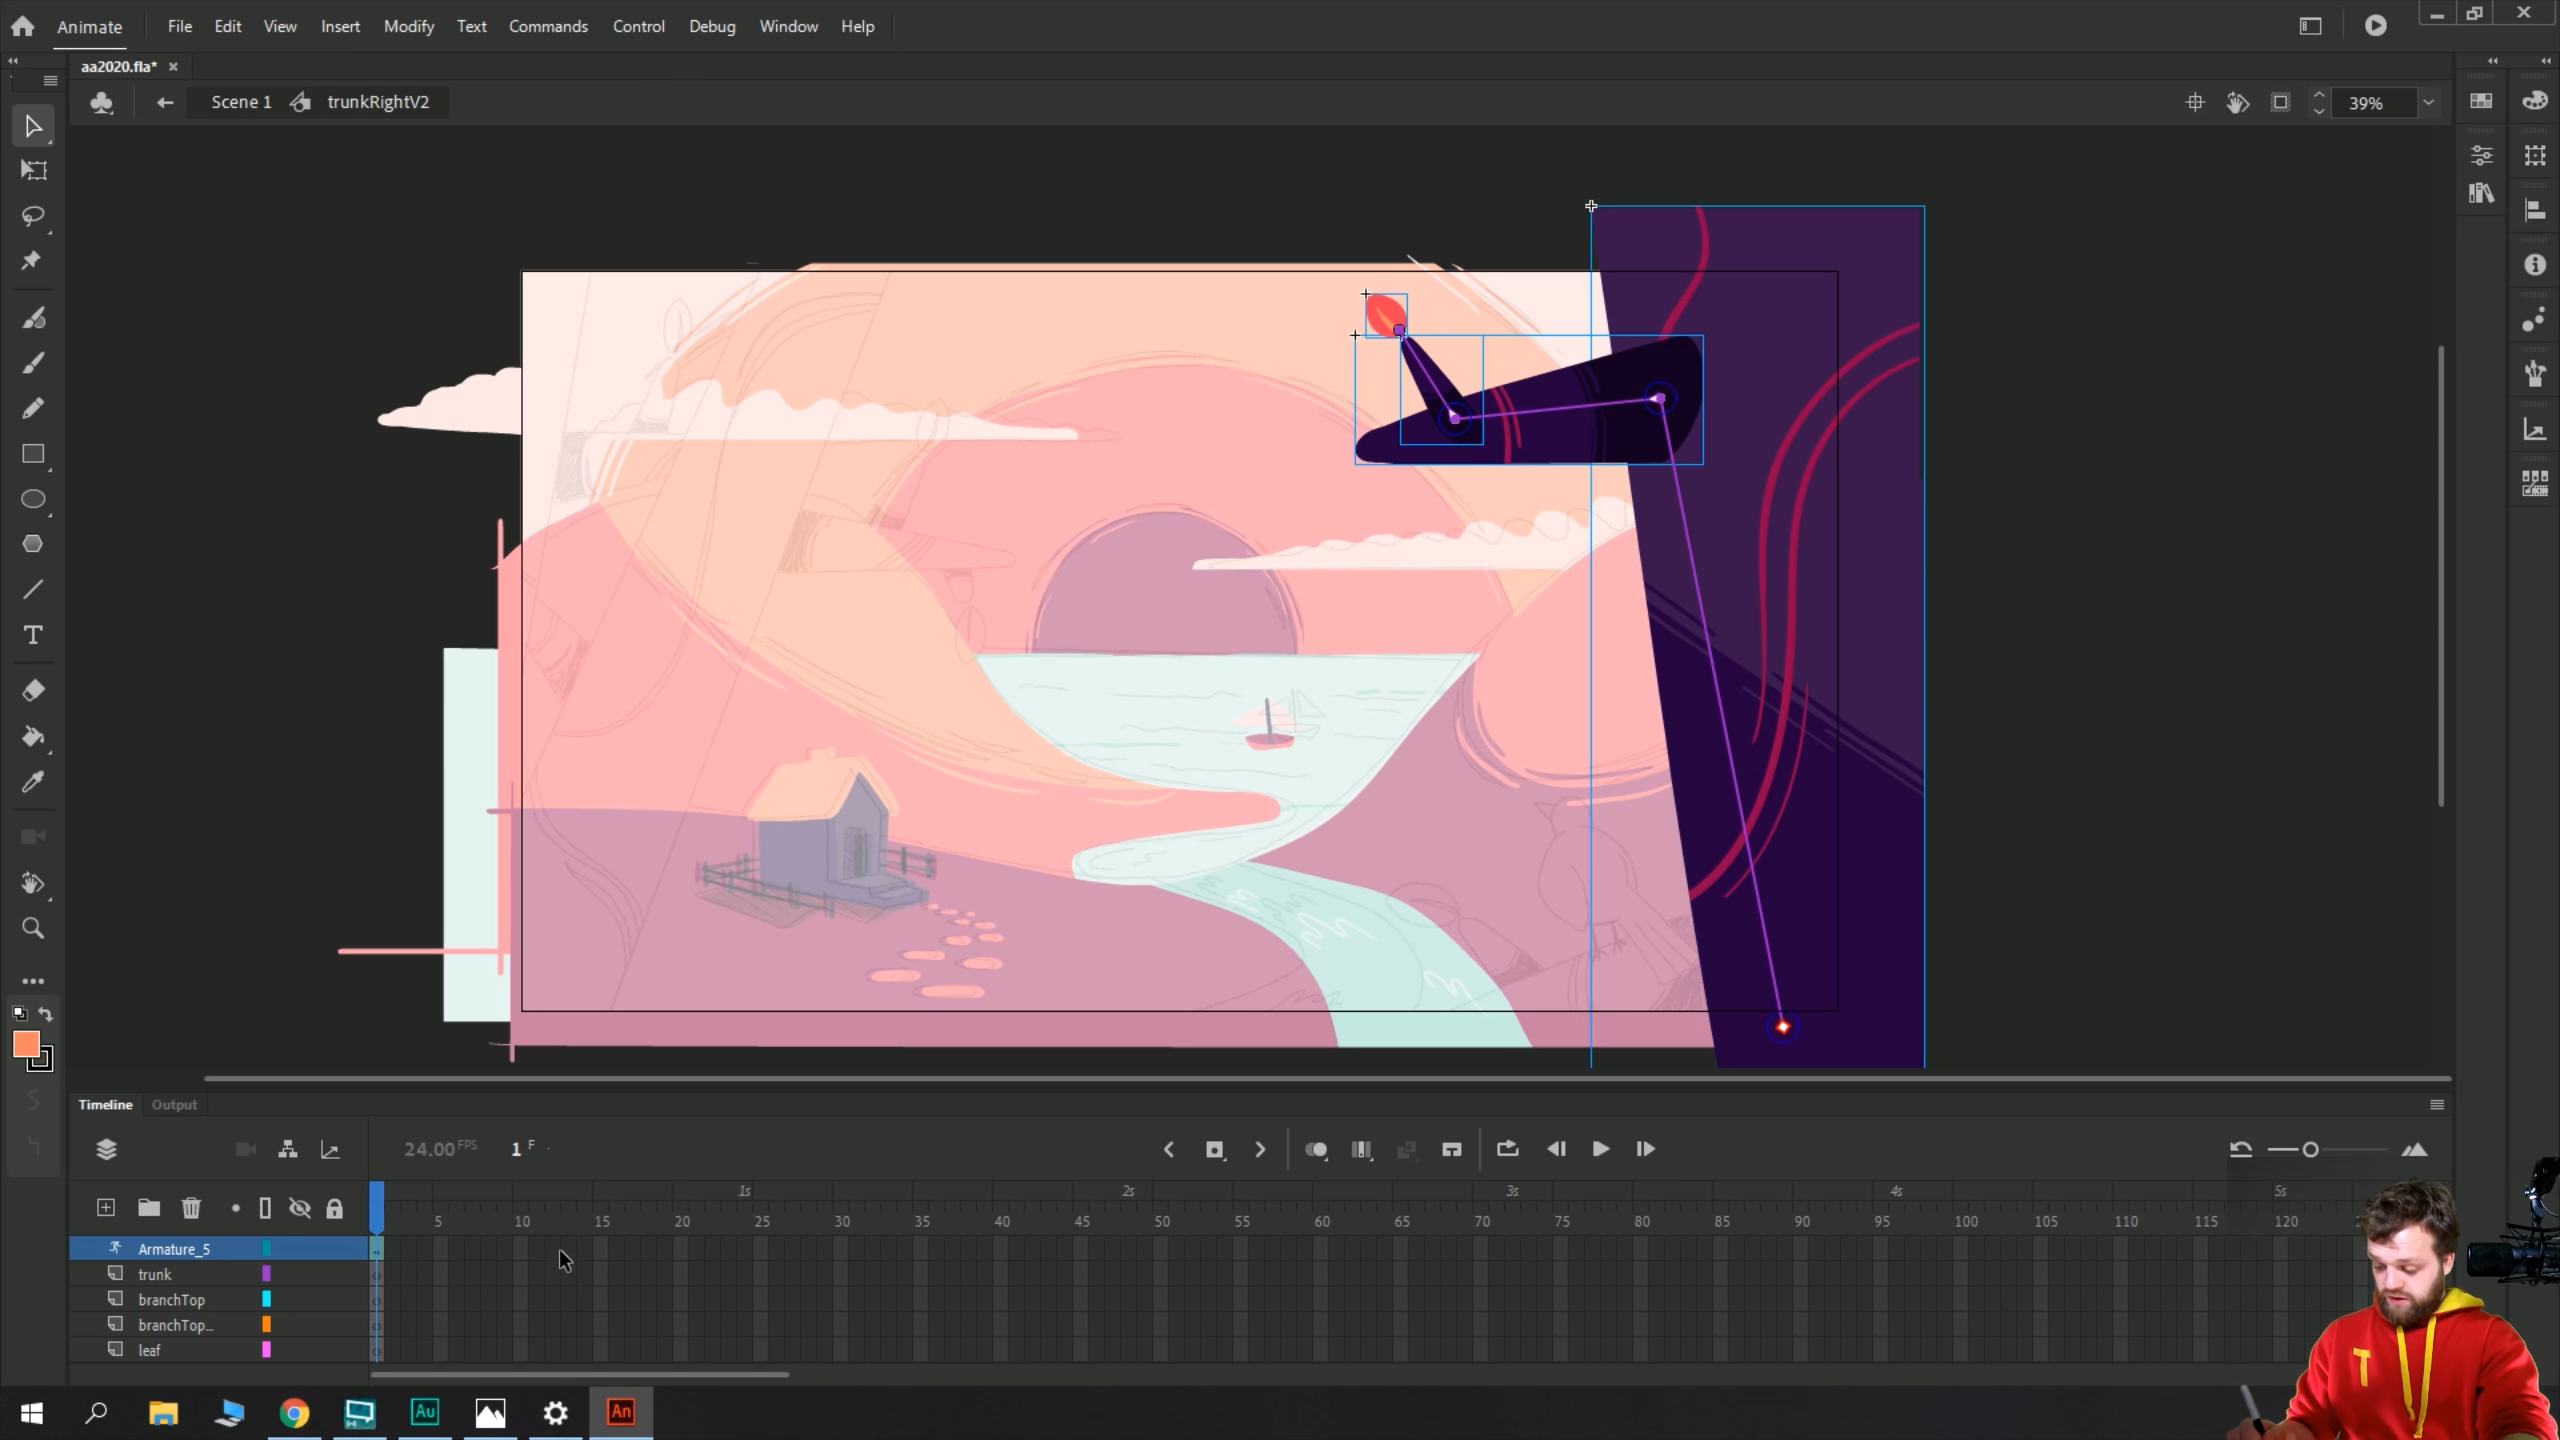 Animate File Edit View Insert Modify Text Commands Control Debug Window Help
aa2020.fla*
Scene 1 trunkRightV2 39%
T
Timeline Output
24.00 FPS 1 F
1s 2s 3s 4s 5s
5 10 15 20 25 30 35 40 45 50 55 60 65 70 75 80 85 90 95 100 105 110 115 120
Armature_5
trunk
branchTop
branchTop...
leaf
T
Au An